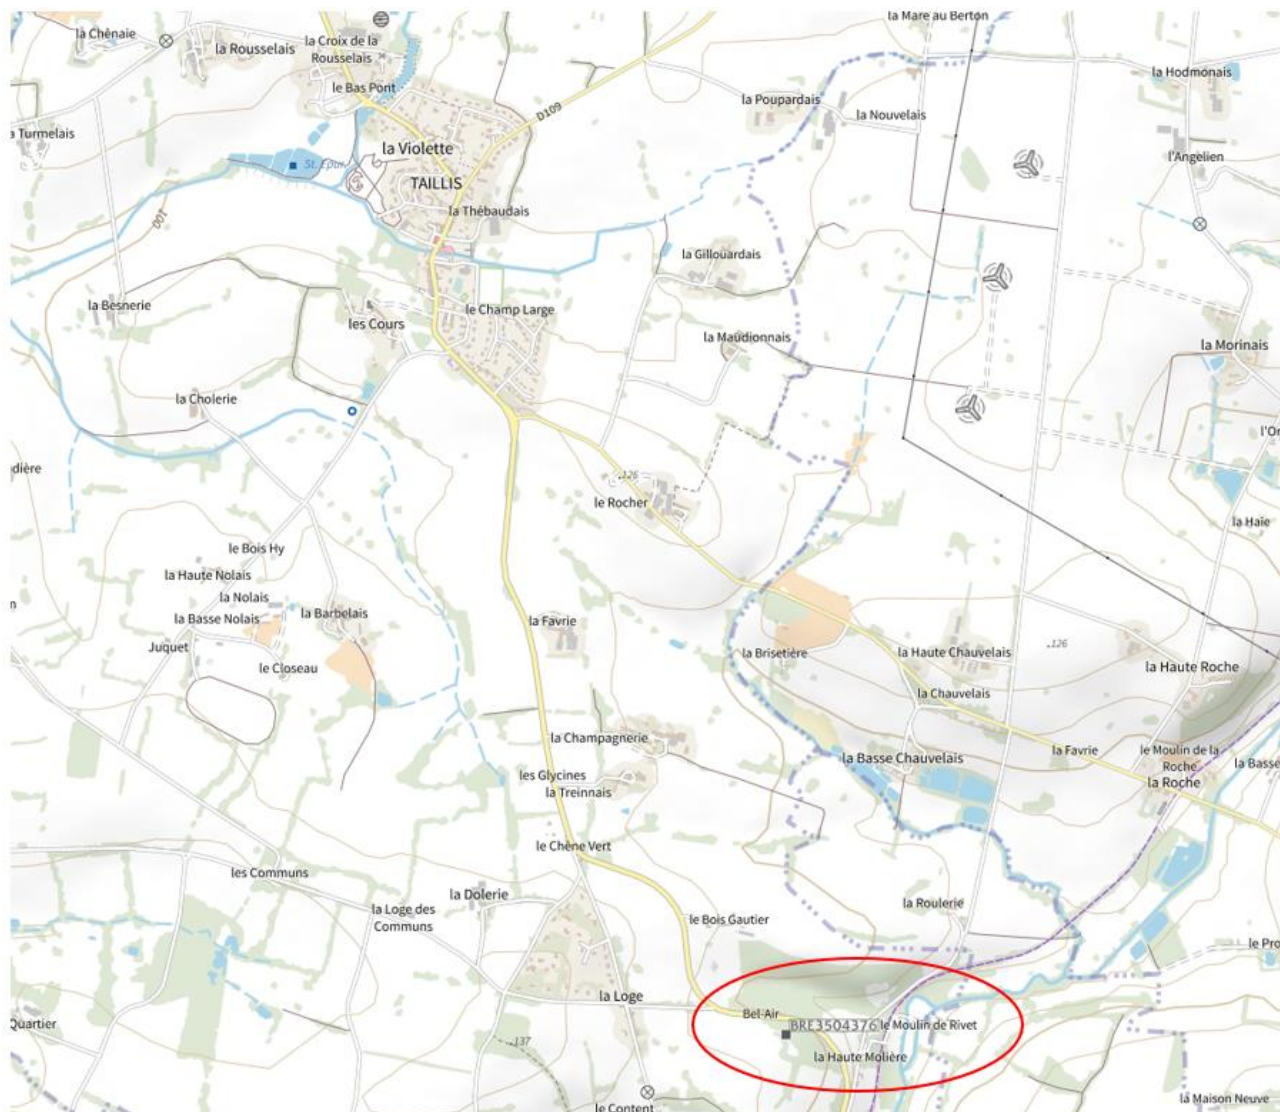 la Mare au Berton
la Chênaie
la Rousselais
la Croix de la
Rousselais
le Bas Pont
la Hodmonais
la Poupardais
la Nouvelais
D109
a Turmelais
la Violette
l'Angelien
St. Epur.
TAILLIS
la Thébaudais
100
la Gillouardais
la Besnerie
les Cours
le Champ Large
la Maudionnais
la Morinais
la Cholerie
l'Or
dière
126
le Rocher
la Haie
le Bois Hy
la Haute Nolais
la Nolais
la Basse Nolais
la Barbelais
la Favrie
Juquet
le Closeau
la Brisetière
la Haute Chauvelais
126
la Haute Roche
la Chauvelais
la Champagnerie
la Favrie
le Moulin de la
Roche
la Basse Chauvelais
la Basse
les Glycines
la Treinnais
la Roche
le Chêne Vert
les Communs
la Dolerie
la Loge des
Communs
la Roulerie
le Bois Gautier
le Pro
la Loge
Bel-Air
Quartier
BRE3504376
le Moulin de Rivet
137
la Haute Molière
la Maison Neuve
le Content